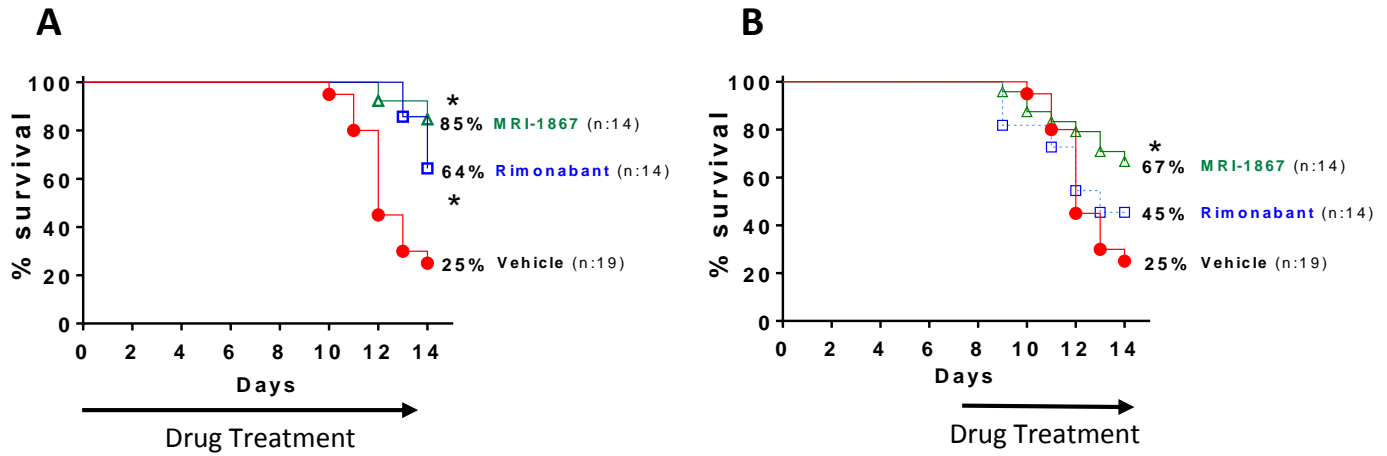 A
% survival
100
80
60
40
20
0
0 2 4 6 8 10 12 14
Days
*
85% MRI-1867 (n:14)
64% Rimonabant (n:14)
*
25% Vehicle (n:19)
Drug Treatment
B
% survival
100
80
60
40
20
0
0 2 4 6 8 10 12 14
Days
*
67% MRI-1867 (n:14)
45% Rimonabant (n:14)
25% Vehicle (n:19)
Drug Treatment